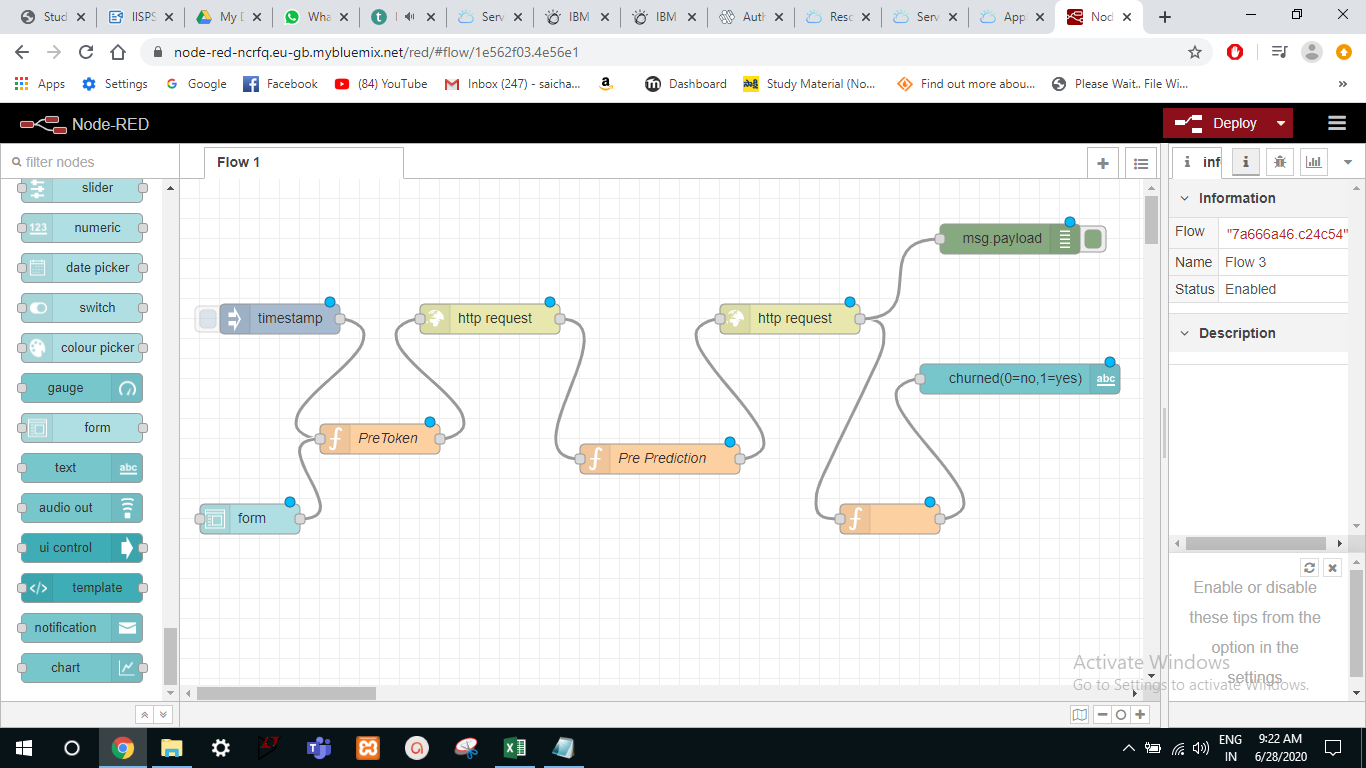 Stud
IISPS
My D
Wha
Serv
IBM
IBM
Auth
Resc
Serv
App
Nod
node-red-ncrfq.eu-gb.mybluemix.net/red/#flow/1e562f03.4e56e1
Apps
Settings
Google
Facebook
(84) YouTube
Inbox (247) - saicha...
Dashboard
Study Material (No...
Find out more abou...
Please Wait.. File Wi...
»
Node-RED
Deploy
filter nodes
Flow 1
inf
slider
numeric
date picker
switch
colour picker
gauge
form
text
abc
audio out
ui control
template
notification
chart
123
timestamp
http request
http request
msg.payload
PreToken
Pre Prediction
churned(0=no,1=yes)
abc
form
Information
Flow
"7a666a46.c24c54"
Name
Flow 3
Status
Enabled
Description
Enable or disable
these tips from the
option in the
settings
Activate Windows
Go to Settings to activate Windows.
ENG
IN
9:22 AM
6/28/2020